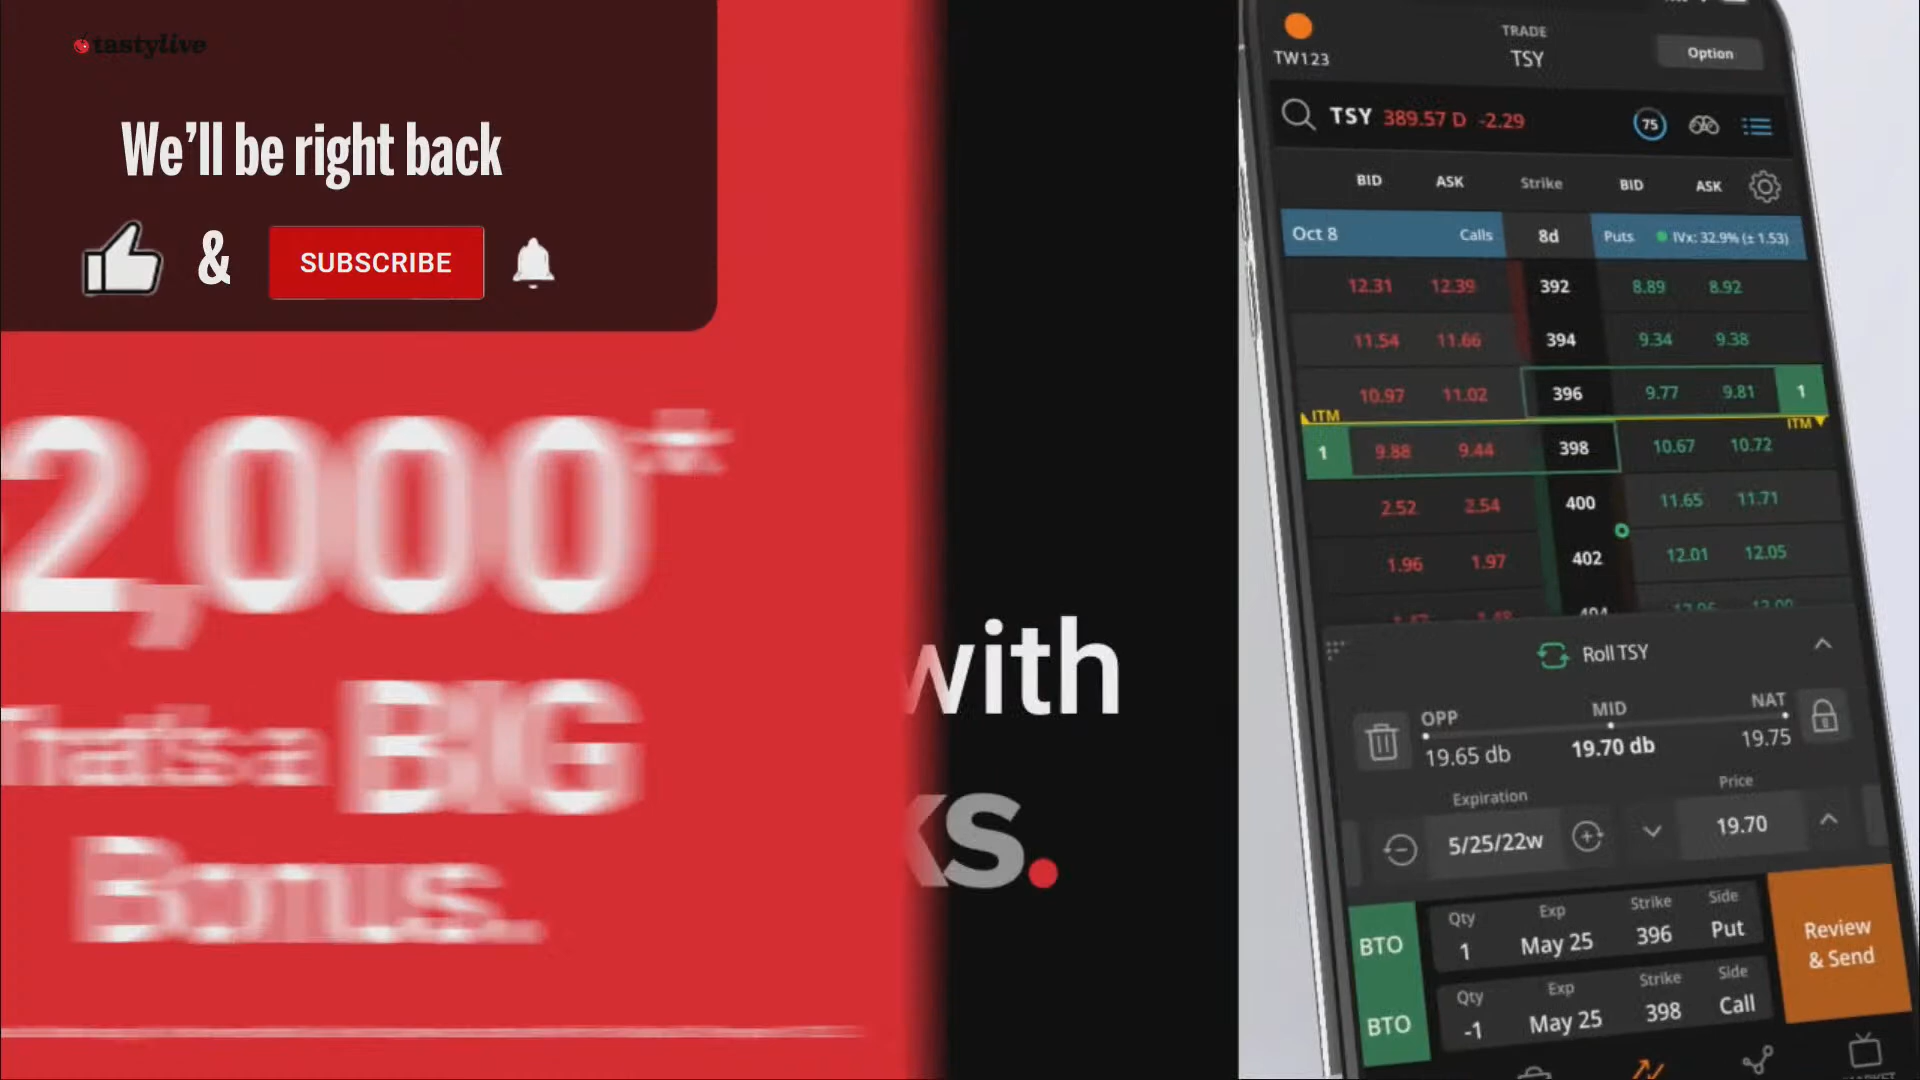 tastylive
We'll be right back
&
SUBSCRIBE
2,000*
That's a BIG
Bonus...
with
ks.
TRADE
TW123
TSY
Option
TSY 389.57 D -2.29
75
BID ASK Strike BID ASK
Oct 8 Calls 8d Puts IVx: 32.9% (± 1.53)
12.31 12.39 392 8.89 8.92
11.54 11.66 394 9.34 9.38
10.97 11.02 396 9.77 9.81 1
ITM ITM
1 9.88 9.44 398 10.67 10.72
2.52 2.54 400 11.65 11.71
1.96 1.97 402 12.01 12.05
Roll TSY
OPP MID NAT
19.65 db 19.70 db 19.75
Expiration Price
5/25/22w 19.70
Qty Exp Strike Side
BTO 1 May 25 396 Put
Review
& Send
Qty Exp Strike Side
BTO -1 May 25 398 Call